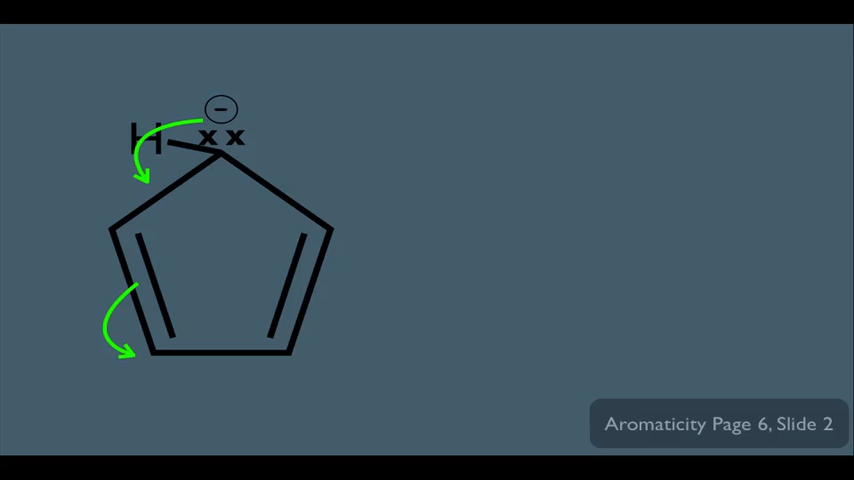 −
H x x
Aromaticity Page 6, Slide 2